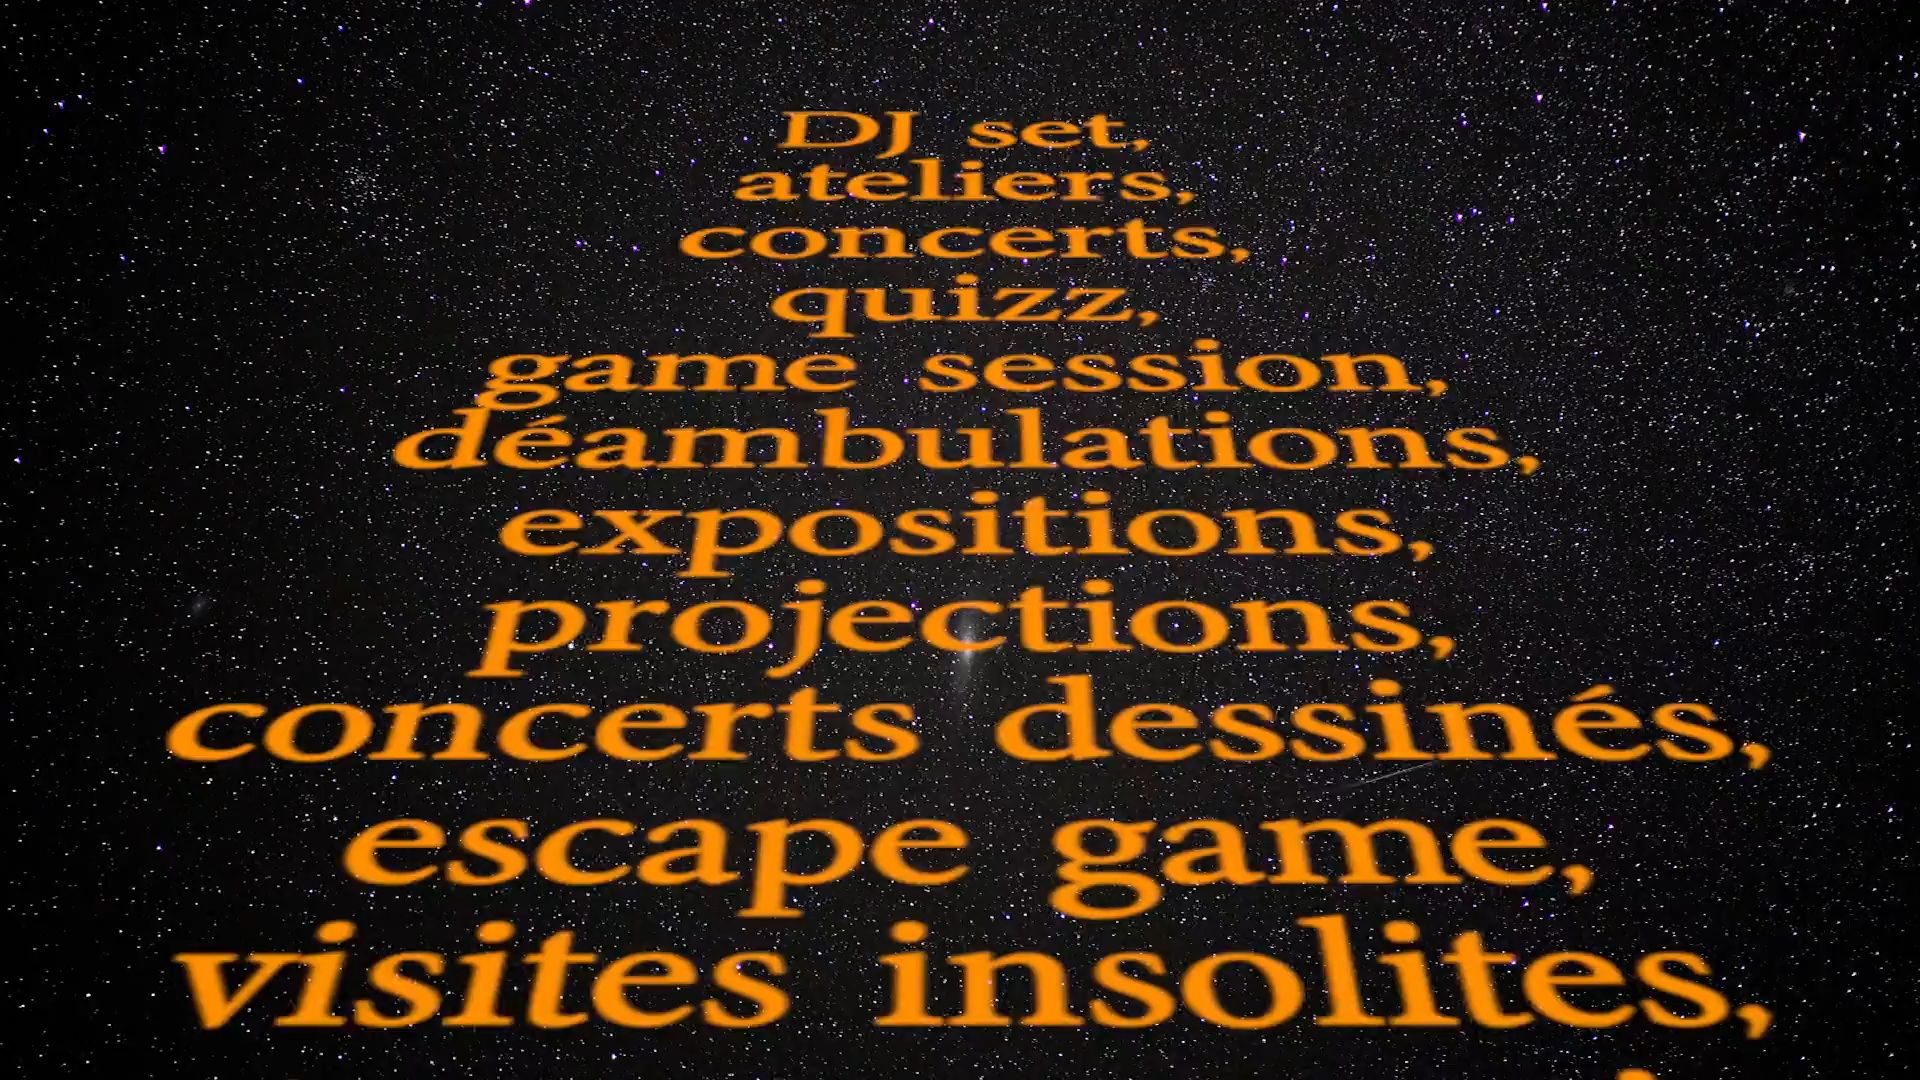 DJ set,
ateliers,
concerts,
quizz,
game session,
déambulations,
expositions,
projections,
concerts dessinés,
escape game,
visites insolites,